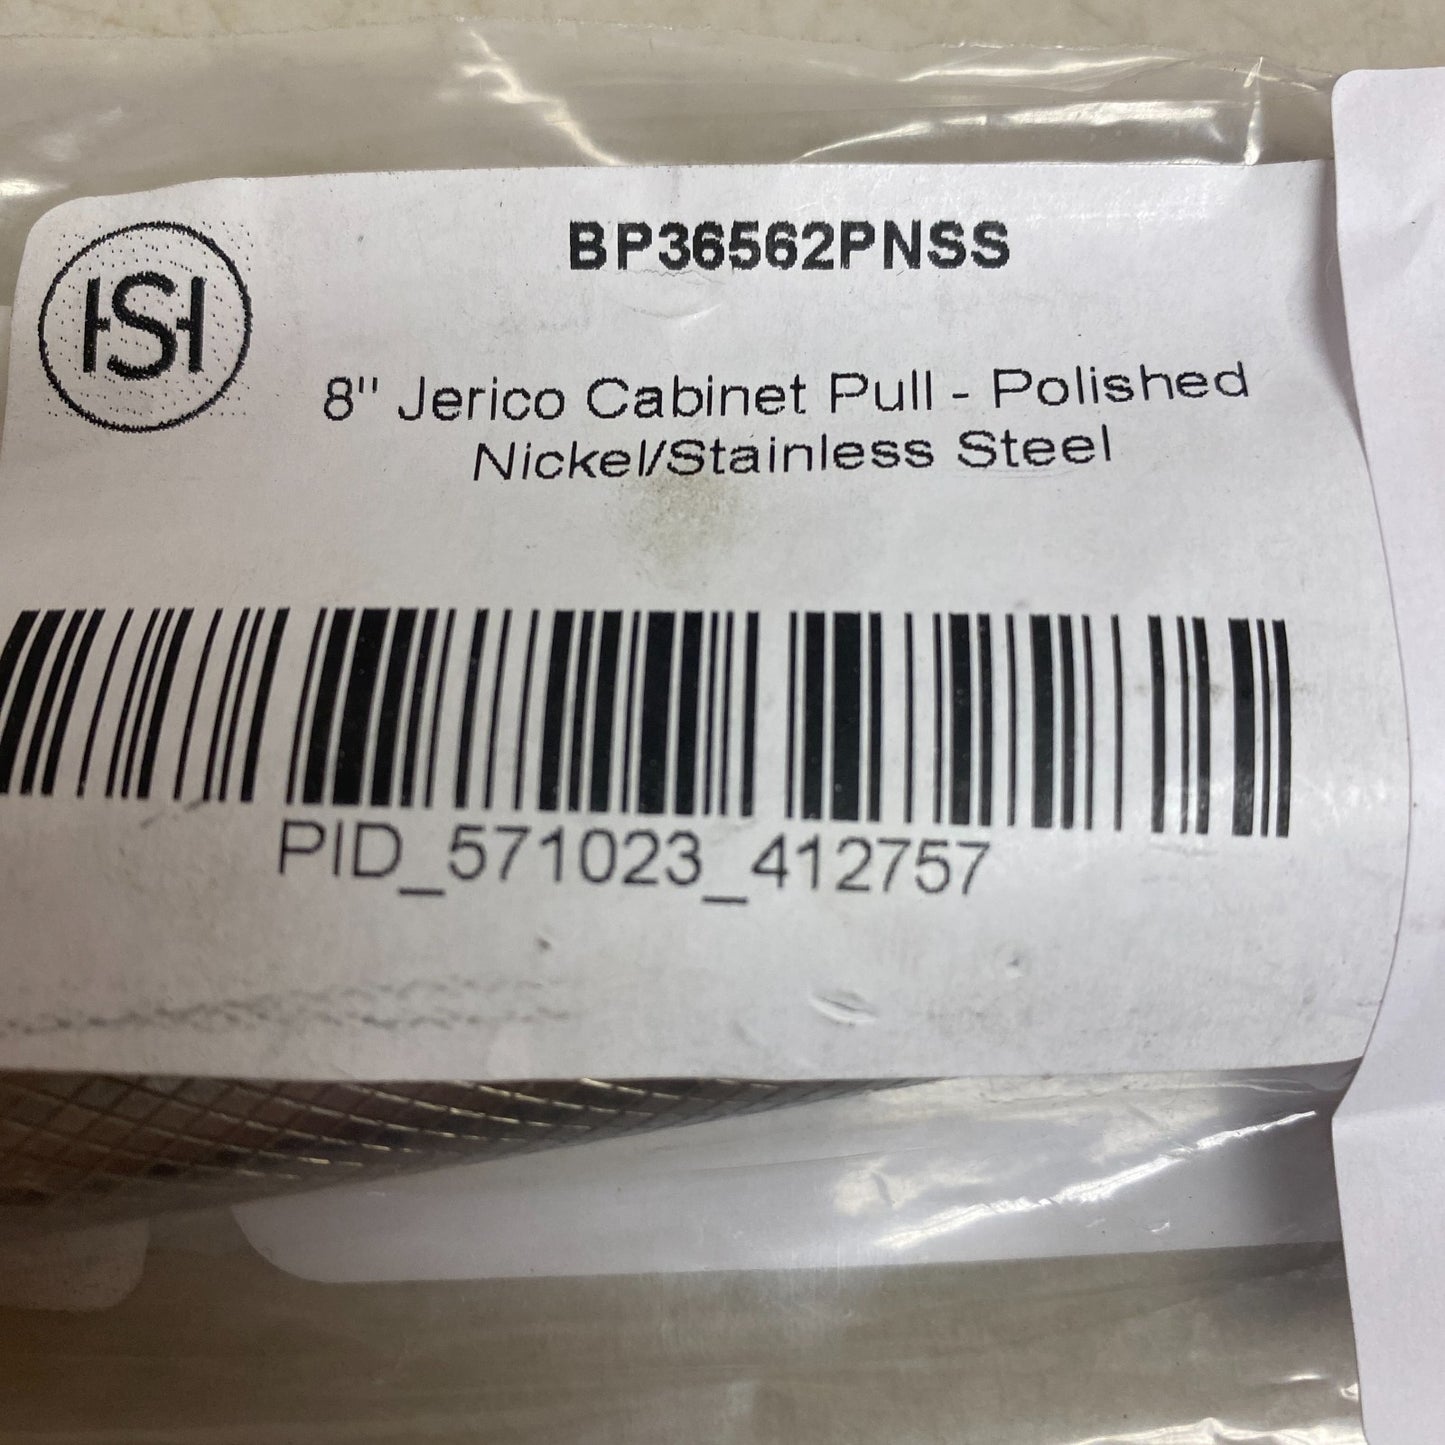 HSH
BP36562PNSS
8" Jerico Cabinet Pull - Polished
Nickel/Stainless Steel
PID_571023_412757